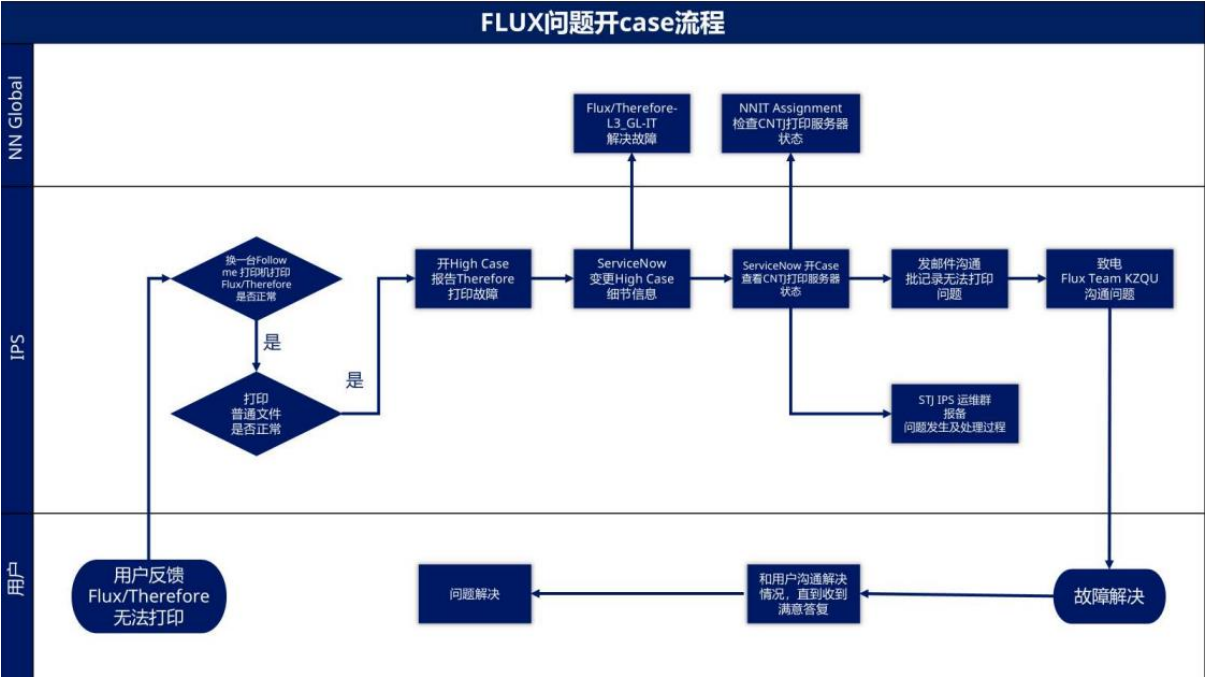 FLUX问题开case流程
NN Global
Flux/Therefore-
L3_GL-IT
解决故障
NNIT Assignment
检查CNTJ打印服务器
状态
IPS
换一台Follow
me 打印机打印
Flux/Therefore
是否正常
是
打印
普通文件
是否正常
是
开High Case
报告Therefore
打印故障
ServiceNow
变更High Case
细节信息
ServiceNow 开Case
查看CNTJ打印服务器
状态
发邮件沟通
批记录无法打印
问题
致电
Flux Team KZQU
沟通问题
STJ IPS 运维群
报备
问题发生及处理过程
用户
用户反馈
Flux/Therefore
无法打印
问题解决
和用户沟通解决
情况，直到收到
满意答复
故障解决